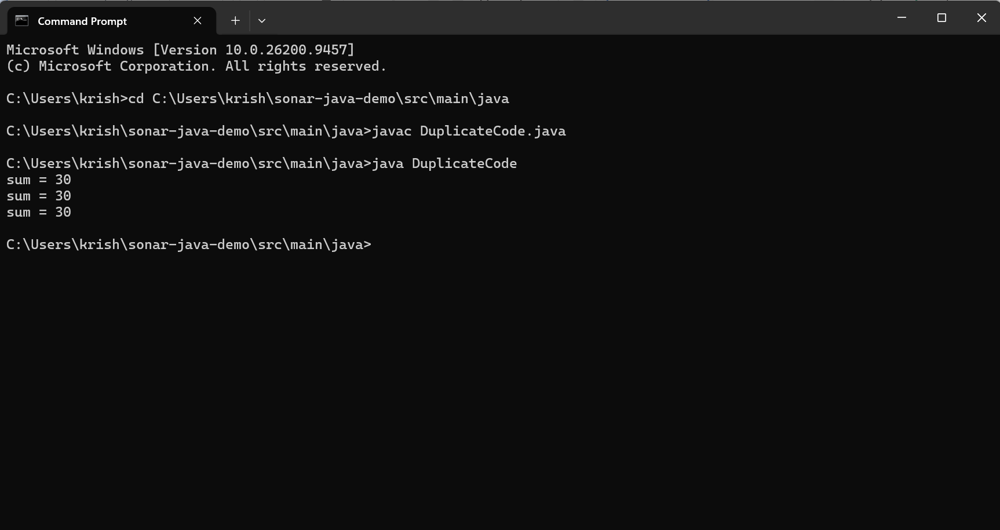 Command Prompt
Microsoft Windows [Version 10.0.26200.9457]
(c) Microsoft Corporation. All rights reserved.
C:\Users\krish>cd C:\Users\krish\sonar-java-demo\src\main\java
C:\Users\krish\sonar-java-demo\src\main\java>javac DuplicateCode.java
C:\Users\krish\sonar-java-demo\src\main\java>java DuplicateCode
sum = 30
sum = 30
sum = 30
C:\Users\krish\sonar-java-demo\src\main\java>